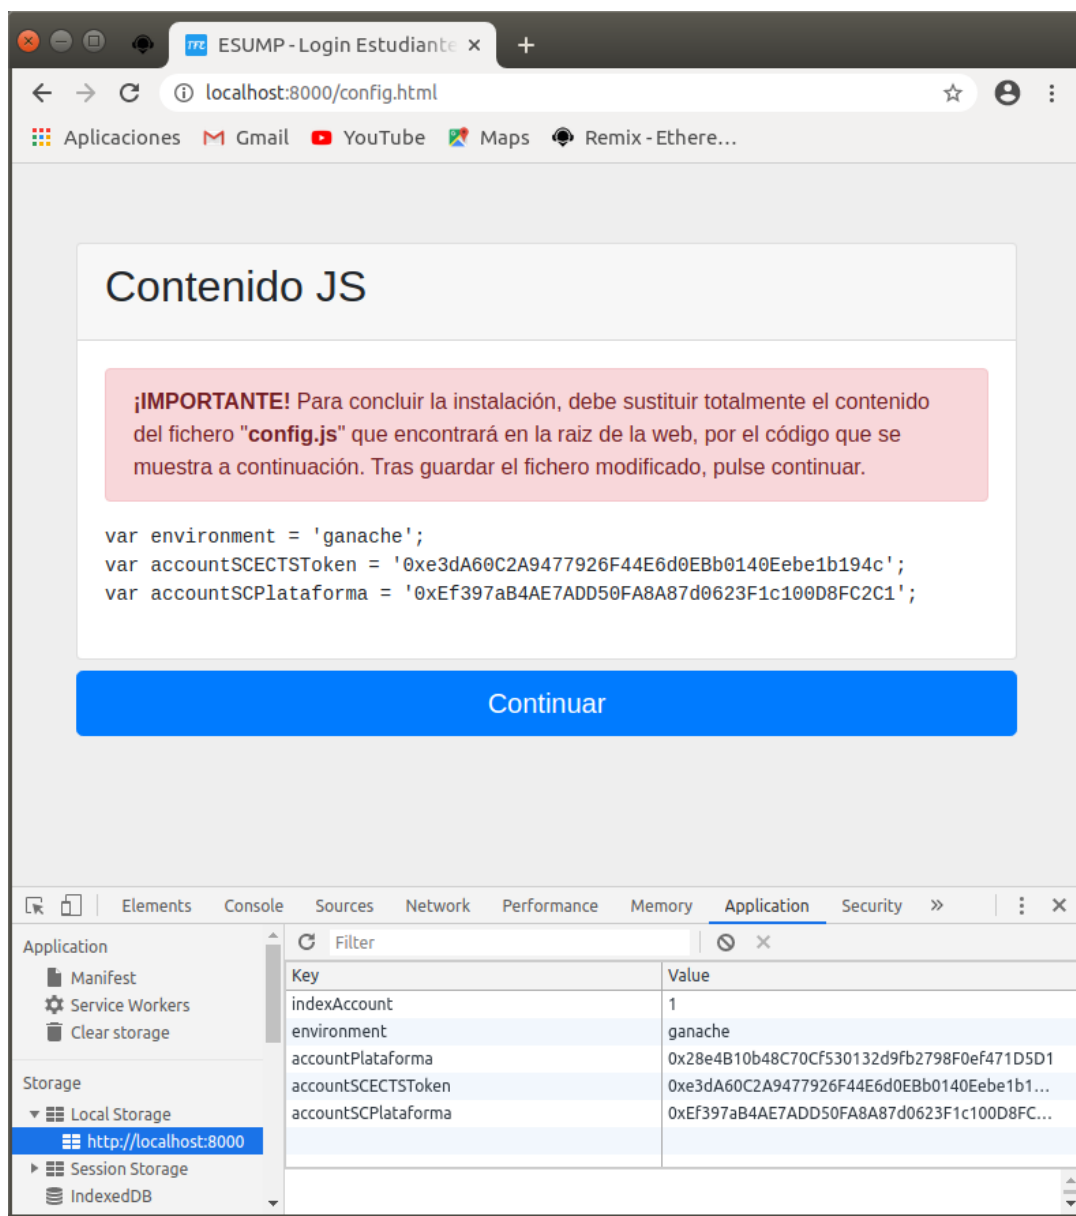 TFE ESUMP - Login Estudiante
localhost:8000/config.html
Aplicaciones Gmail YouTube Maps Remix - Ethere...
Contenido JS
¡IMPORTANTE! Para concluir la instalación, debe sustituir totalmente el contenido
del fichero "config.js" que encontrará en la raiz de la web, por el código que se
muestra a continuación. Tras guardar el fichero modificado, pulse continuar.
var environment = 'ganache';
var accountSCECTSToken = '0xe3dA60C2A9477926F44E6d0EBb0140Eebe1b194c';
var accountSCPlataforma = '0xEf397aB4AE7ADD50FA8A87d0623F1c100D8FC2C1';
Continuar
Elements Console Sources Network Performance Memory Application Security »
Application
Manifest
Service Workers
Clear storage
Storage
Local Storage
http://localhost:8000
Session Storage
IndexedDB
Filter
Key Value
indexAccount 1
environment ganache
accountPlataforma 0x28e4B10b48C70Cf530132d9fb2798F0ef471D5D1
accountSCECTSToken 0xe3dA60C2A9477926F44E6d0EBb0140Eebe1b1...
accountSCPlataforma 0xEf397aB4AE7ADD50FA8A87d0623F1c100D8FC...